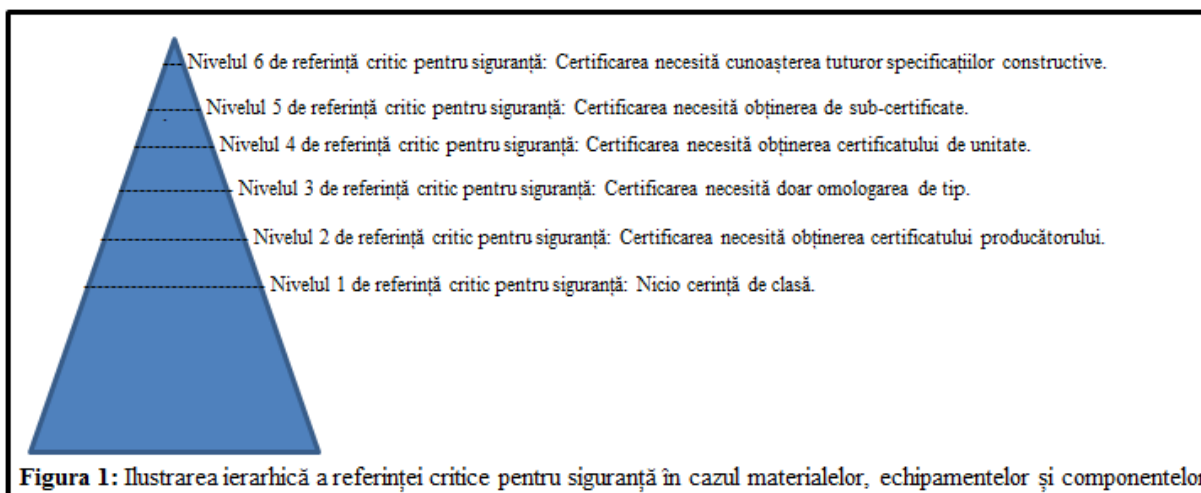 Nivelul 6 de referință critic pentru siguranță: Certificarea necesită cunoașterea tuturor specificațiilor constructive.
Nivelul 5 de referință critic pentru siguranță: Certificarea necesită obținerea de sub-certificate.
Nivelul 4 de referință critic pentru siguranță: Certificarea necesită obținerea certificatului de unitate.
Nivelul 3 de referință critic pentru siguranță: Certificarea necesită doar omologarea de tip.
Nivelul 2 de referință critic pentru siguranță: Certificarea necesită obținerea certificatului producătorului.
Nivelul 1 de referință critic pentru siguranță: Nicio cerință de clasă.
Figura 1: Ilustrarea ierarhică a referinței critice pentru siguranță în cazul materialelor, echipamentelor și componentelo